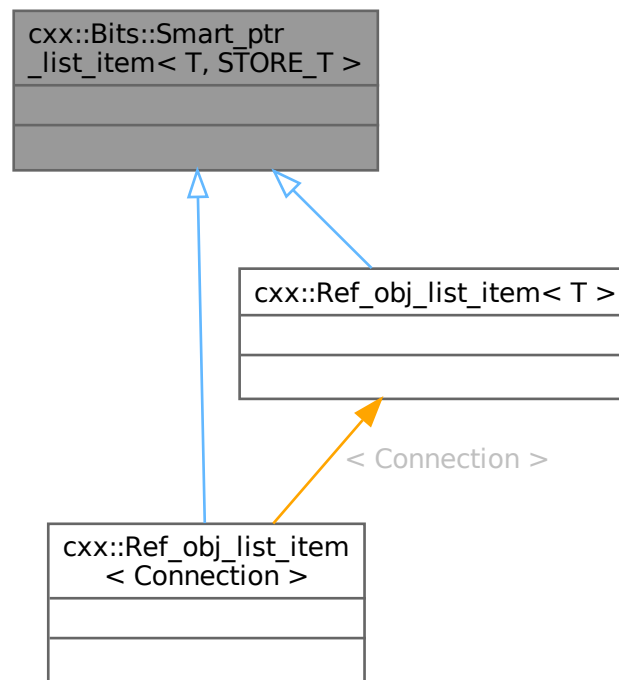 cxx::Bits::Smart_ptr
_list_item< T, STORE_T >
cxx::Ref_obj_list_item< T >
< Connection >
cxx::Ref_obj_list_item
< Connection >